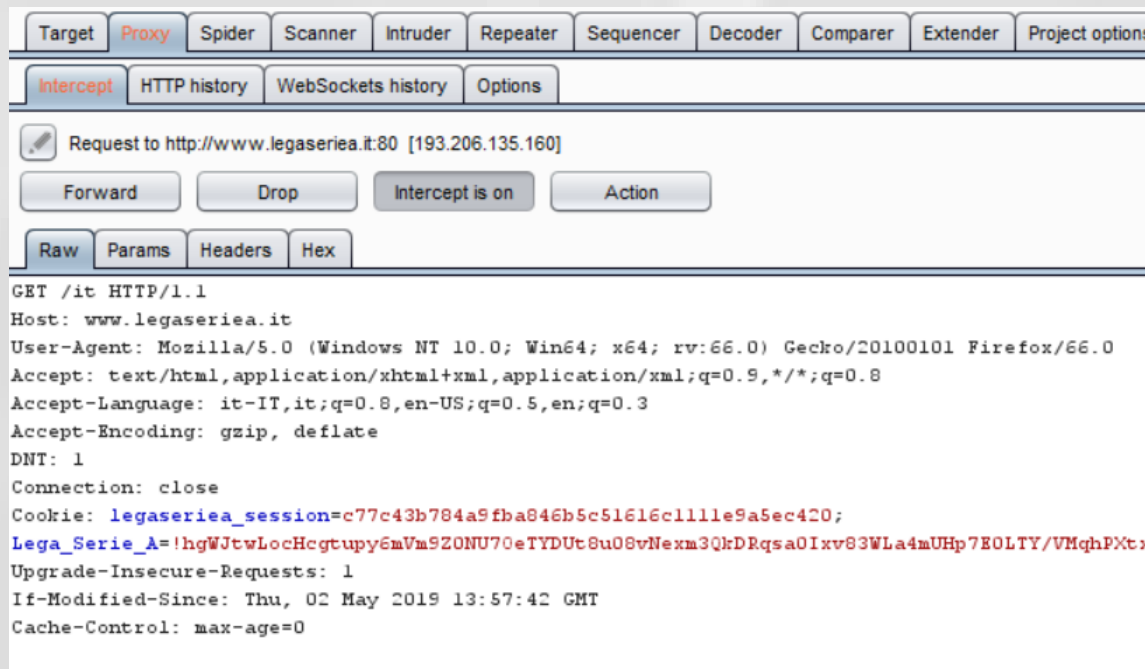 Target Proxy Spider Scanner Intruder Repeater Sequencer Decoder Comparer Extender Project options
Intercept HTTP history WebSockets history Options
Request to http://www.legaseriea.it:80 [193.206.135.160]
Forward Drop Intercept is on Action
Raw Params Headers Hex
GET /it HTTP/1.1
Host: www.legaseriea.it
User-Agent: Mozilla/5.0 (Windows NT 10.0; Win64; x64; rv:66.0) Gecko/20100101 Firefox/66.0
Accept: text/html,application/xhtml+xml,application/xml;q=0.9,*/*;q=0.8
Accept-Language: it-IT,it;q=0.8,en-US;q=0.5,en;q=0.3
Accept-Encoding: gzip, deflate
DNT: 1
Connection: close
Cookie: legaseriea_session=c77c43b784a9fba846b5c51616c1111e9a5ec420;
Lega_Serie_A=!hgWJtwLocHcgtupy6mVm9Z0NU70eTYDUt8u08vNexm3QkDRqsa0Ixv83WLa4mUHp7E0LTY/VMqhPXtx
Upgrade-Insecure-Requests: 1
If-Modified-Since: Thu, 02 May 2019 13:57:42 GMT
Cache-Control: max-age=0